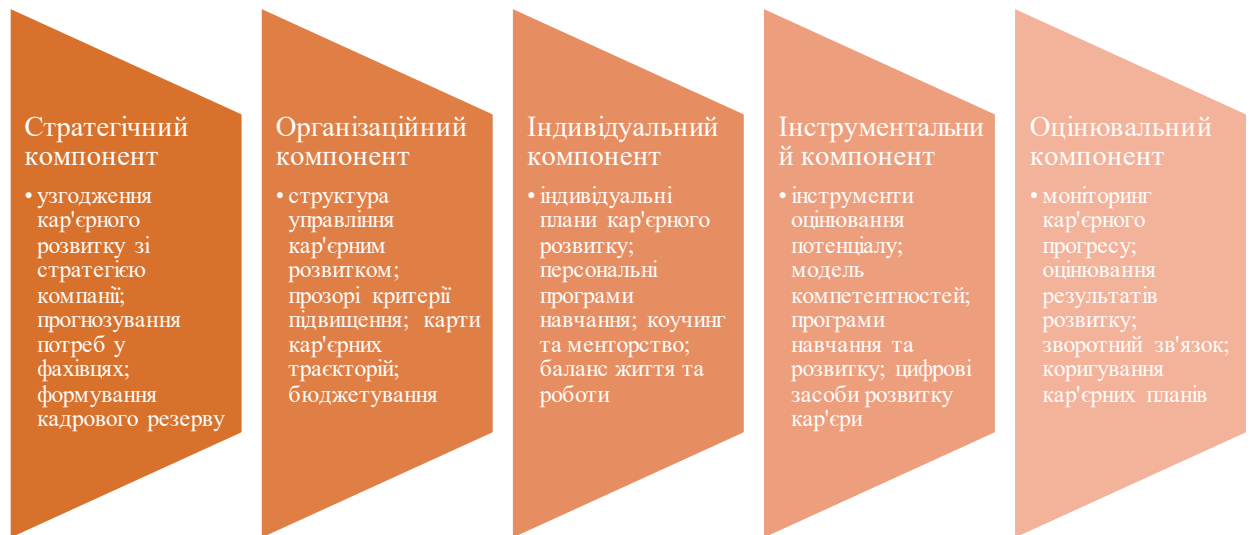 Стратегічний
компонент
• узгодження
кар'єрного
розвитку зі
стратегією
компанії;
прогнозування
потреб у
фахівцях;
формування
кадрового резерву
Організаційний
компонент
• структура
управління
кар'єрним
розвитком;
прозорі критерії
підвищення; карти
кар'єрних
траєкторій;
бюджетування
Індивідуальний
компонент
• індивідуальні
плани кар'єрного
розвитку;
персональні
програми
навчання; коучинг
та менторство;
баланс життя та
роботи
Інструментальни
й компонент
• інструменти
оцінювання
потенціалу;
модель
компетентностей;
програми
навчання та
розвитку; цифрові
засоби розвитку
кар'єри
Оцінювальний
компонент
• моніторинг
кар'єрного
прогресу;
оцінювання
результатів
розвитку;
зворотний зв'язок;
коригування
кар'єрних планів